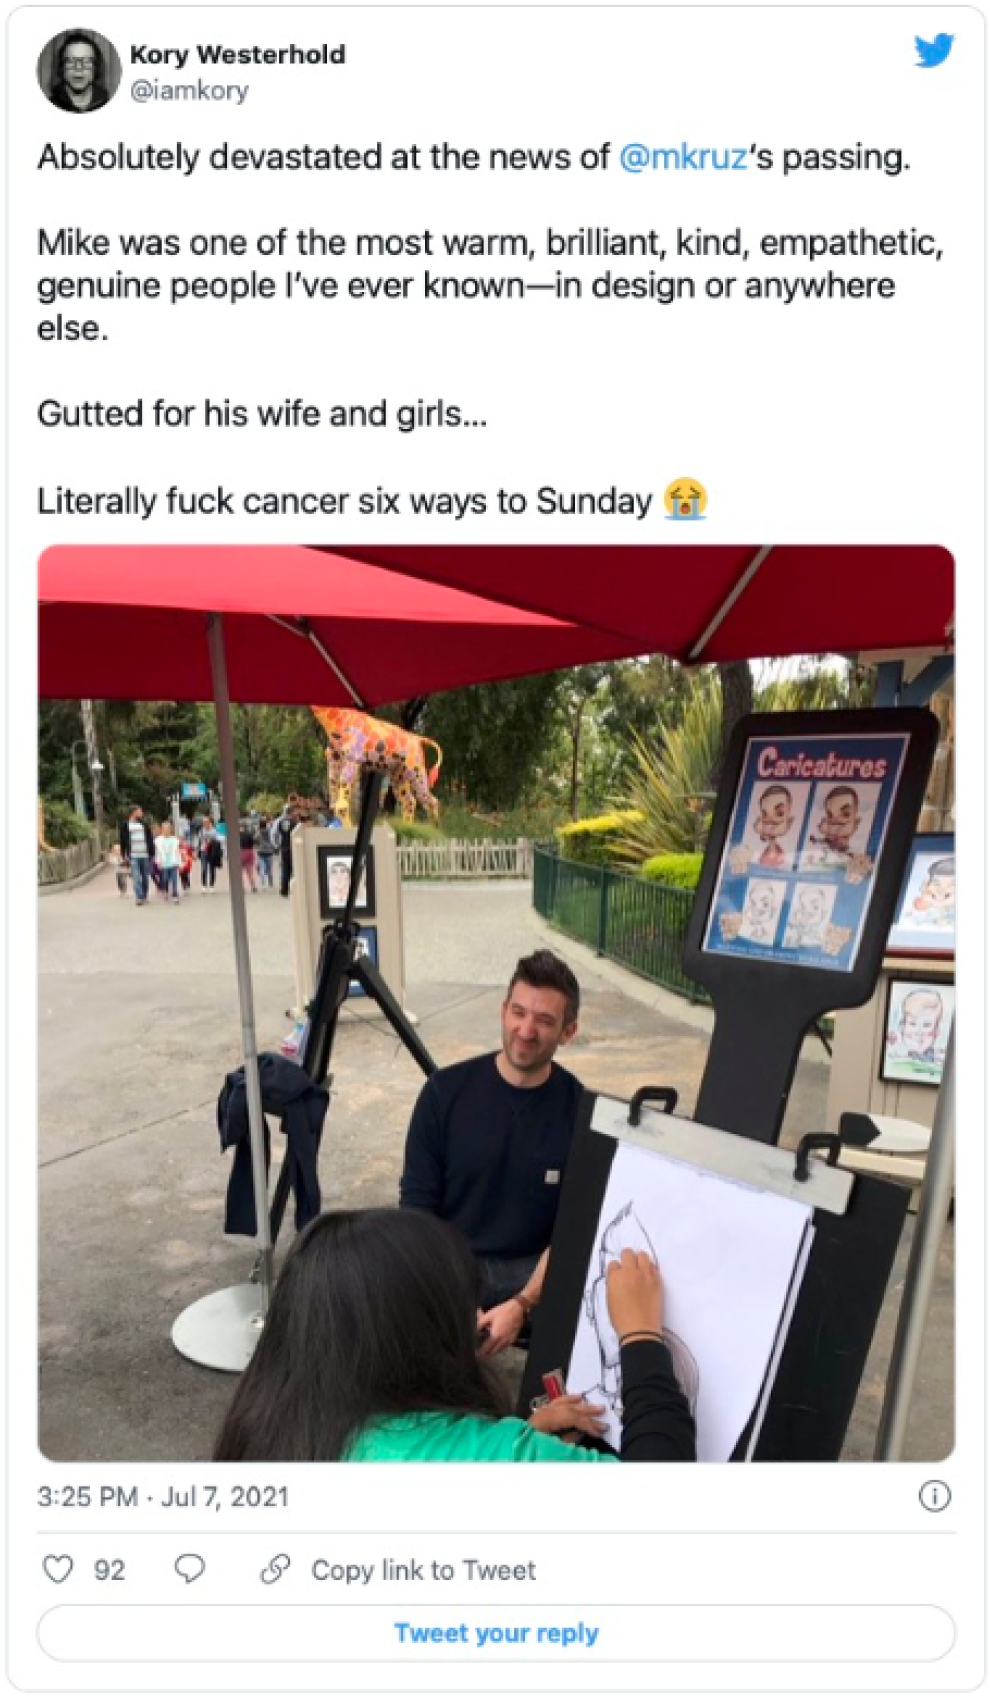 Kory Westerhold
@iamkory
Absolutely devastated at the news of @mkruz‘s passing.
Mike was one of the most warm, brilliant, kind, empathetic,
genuine people I’ve ever known—in design or anywhere
else.
Gutted for his wife and girls...
Literally fuck cancer six ways to Sunday 😭
Caricatures
3:25 PM · Jul 7, 2021
92
Copy link to Tweet
Tweet your reply